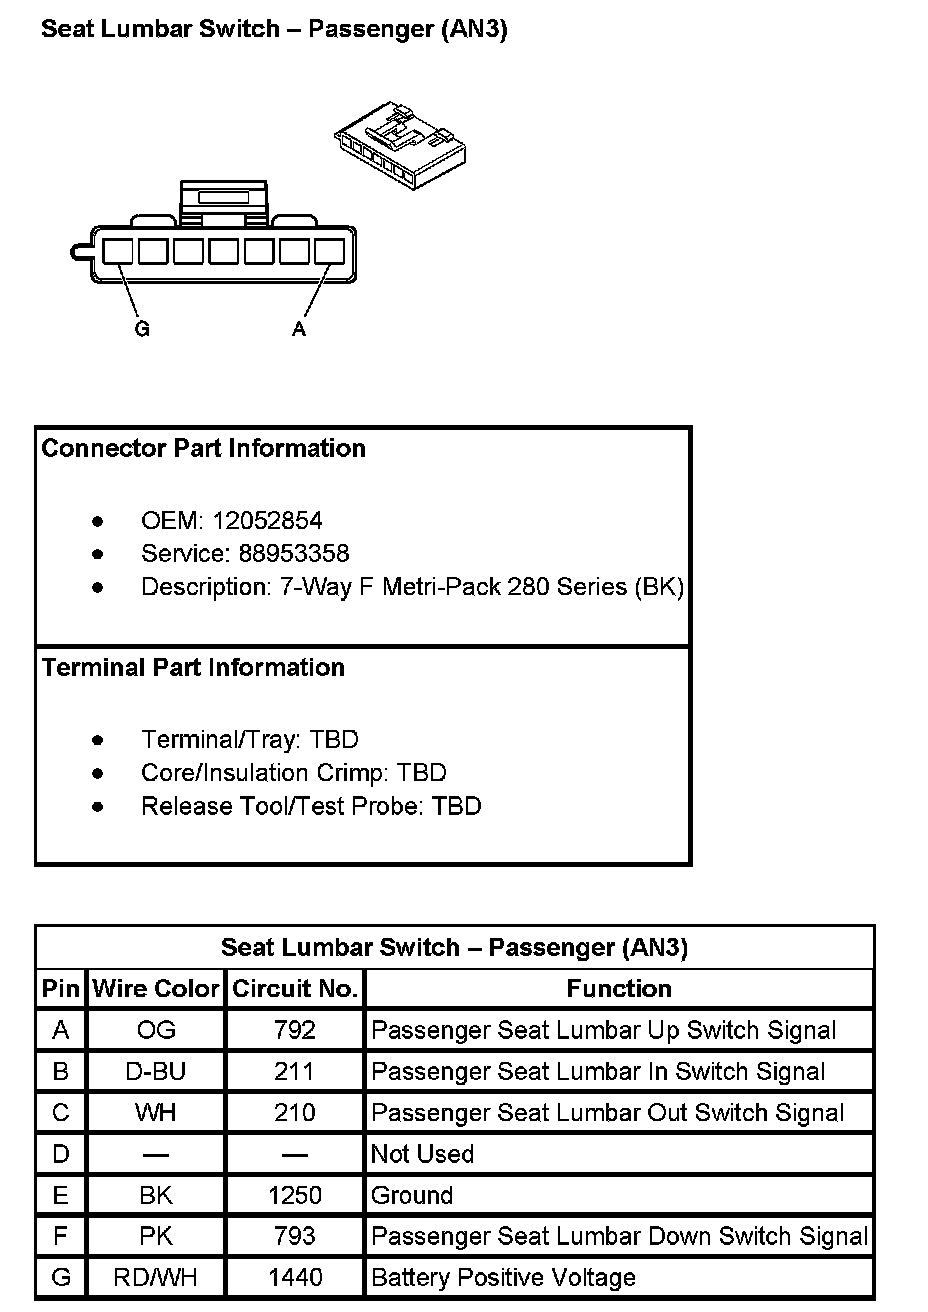 Seat Lumbar Switch – Passenger (AN3)
G A
Connector Part Information
● OEM: 12052854
● Service: 88953358
● Description: 7-Way F Metri-Pack 280 Series (BK)
Terminal Part Information
● Terminal/Tray: TBD
● Core/Insulation Crimp: TBD
● Release Tool/Test Probe: TBD
Seat Lumbar Switch – Passenger (AN3)
Pin Wire Color Circuit No. Function
A OG 792 Passenger Seat Lumbar Up Switch Signal
B D-BU 211 Passenger Seat Lumbar In Switch Signal
C WH 210 Passenger Seat Lumbar Out Switch Signal
D — — Not Used
E BK 1250 Ground
F PK 793 Passenger Seat Lumbar Down Switch Signal
G RD/WH 1440 Battery Positive Voltage